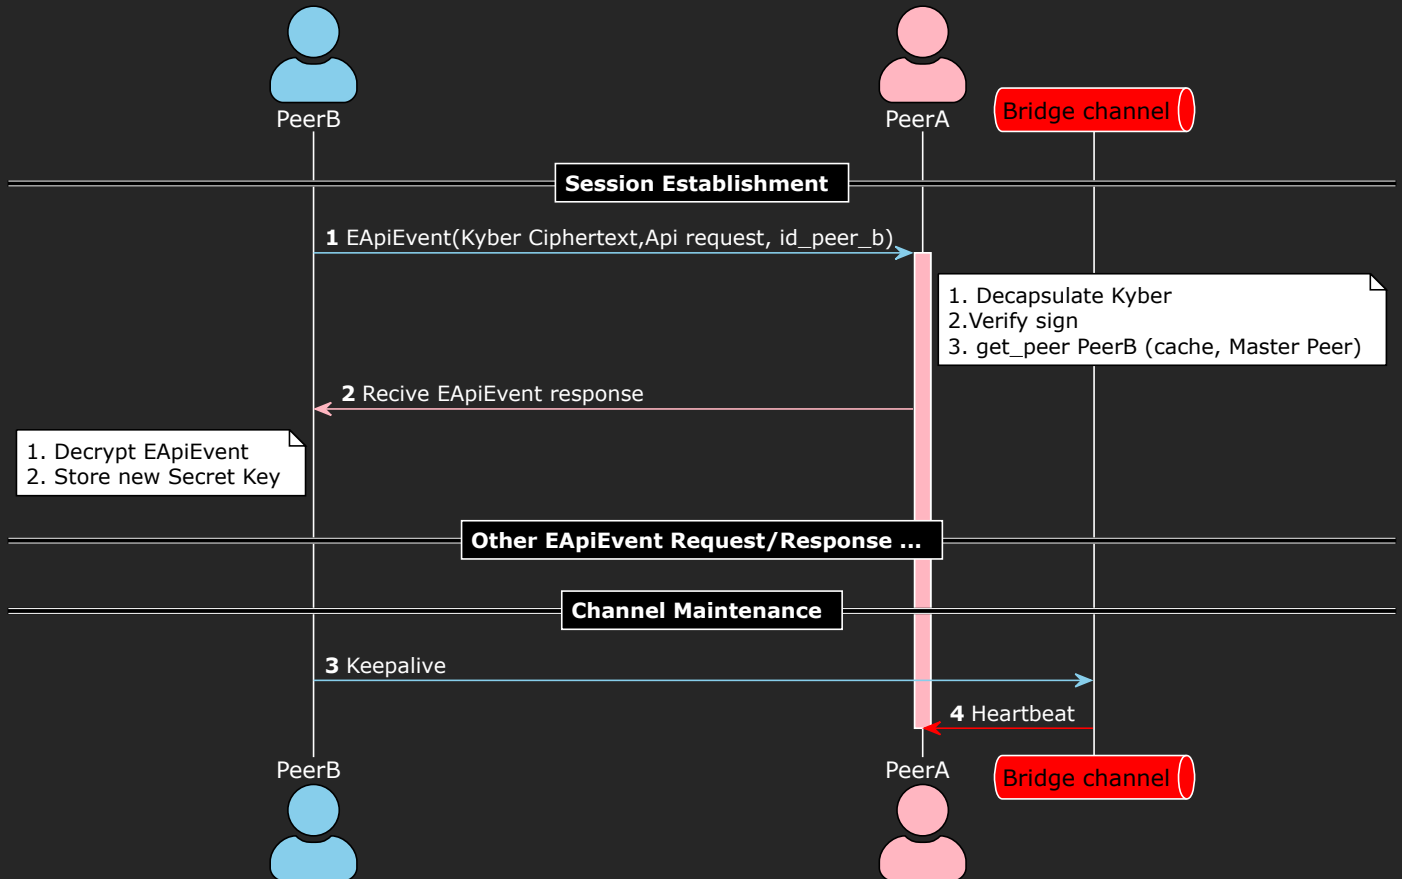 PeerB
PeerA
Bridge channel
Session Establishment
1 EApiEvent(Kyber Ciphertext,Api request, id_peer_b)
1. Decapsulate Kyber
2.Verify sign
3. get_peer PeerB (cache, Master Peer)
2 Recive EApiEvent response
1. Decrypt EApiEvent
2. Store new Secret Key
Other EApiEvent Request/Response ...
Channel Maintenance
3 Keepalive
4 Heartbeat
PeerB
PeerA
Bridge channel